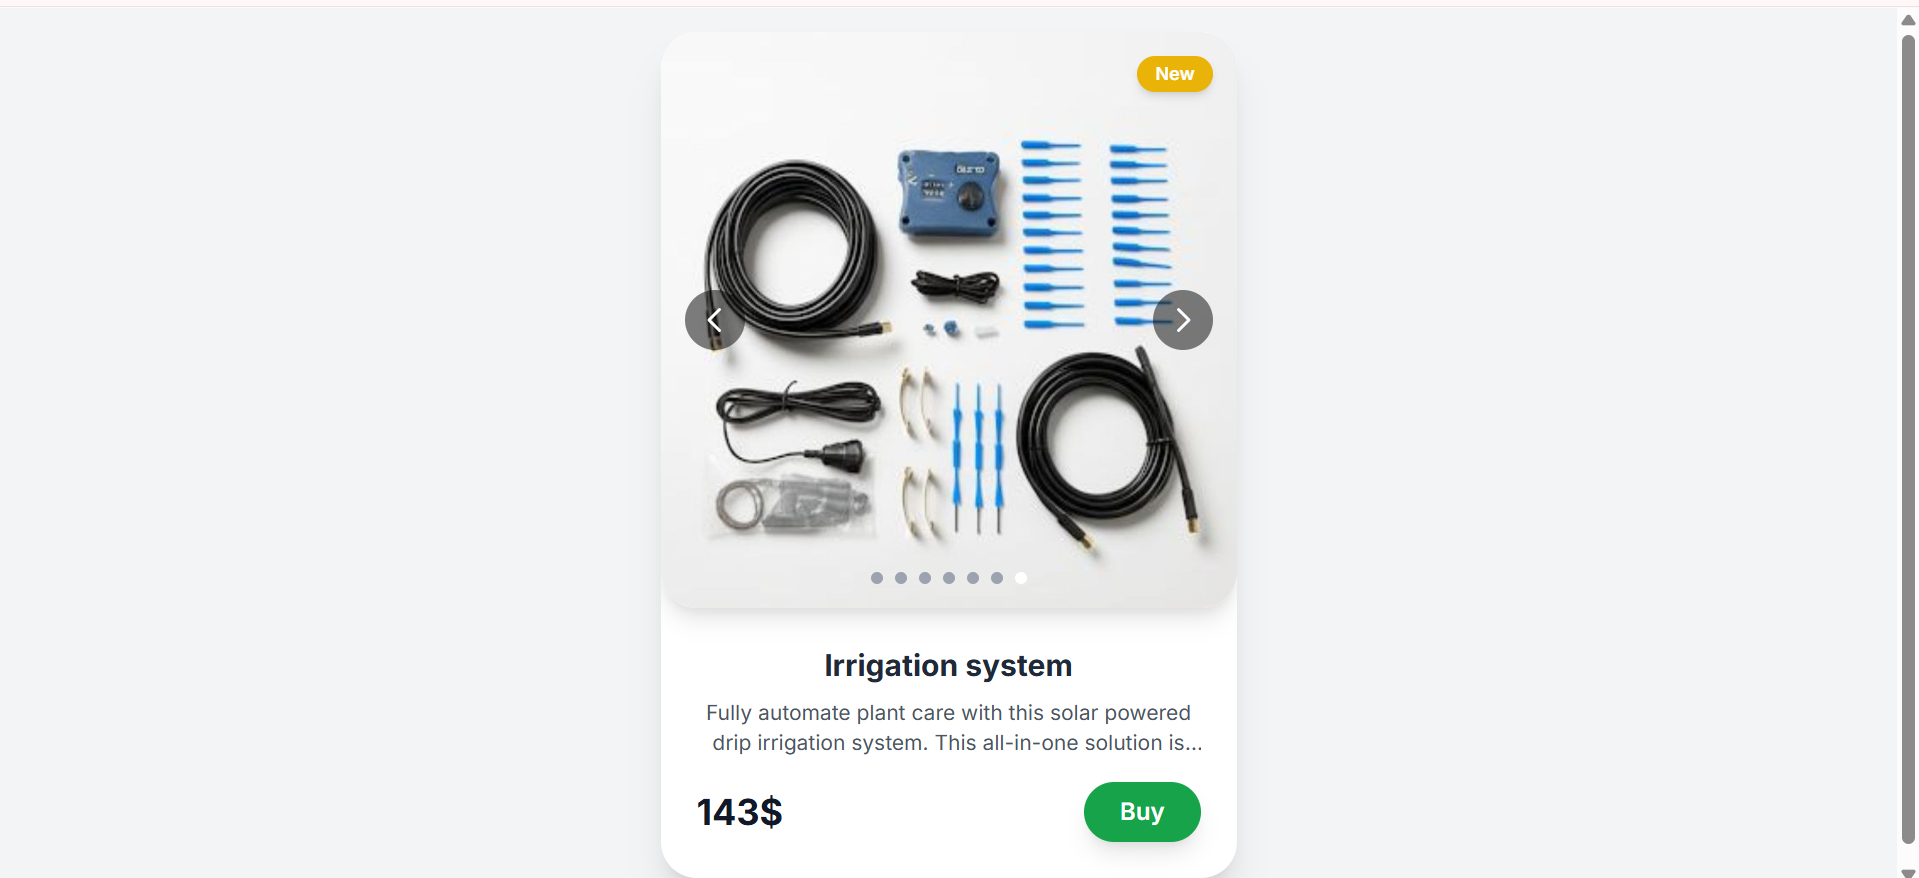 New
Irrigation system
Fully automate plant care with this solar powered
drip irrigation system. This all-in-one solution is...
143$
Buy